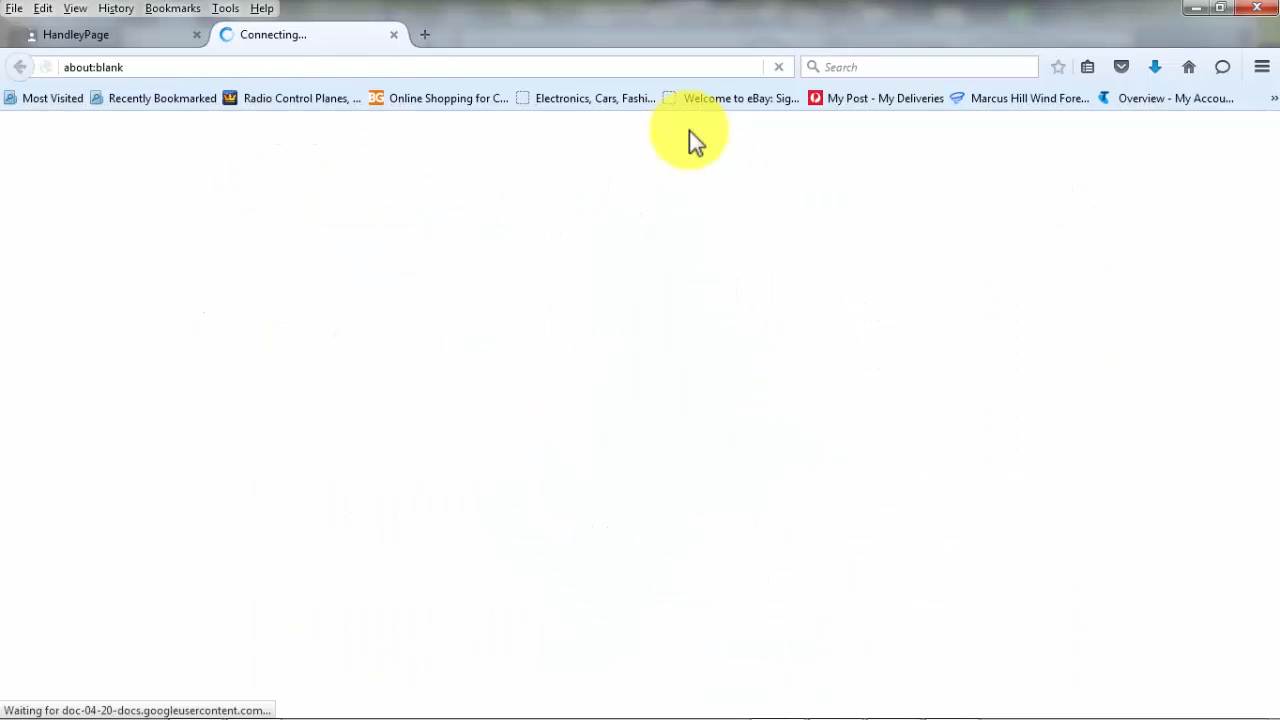 File Edit View History Bookmarks Tools Help
HandleyPage Connecting...
about:blank Search
Most Visited Recently Bookmarked Radio Control Planes, ... BG Online Shopping for C... Electronics, Cars, Fashi... Welcome to eBay: Sig... My Post - My Deliveries Marcus Hill Wind Fore... Overview - My Accou...
Waiting for doc-04-20-docs.googleusercontent.com...